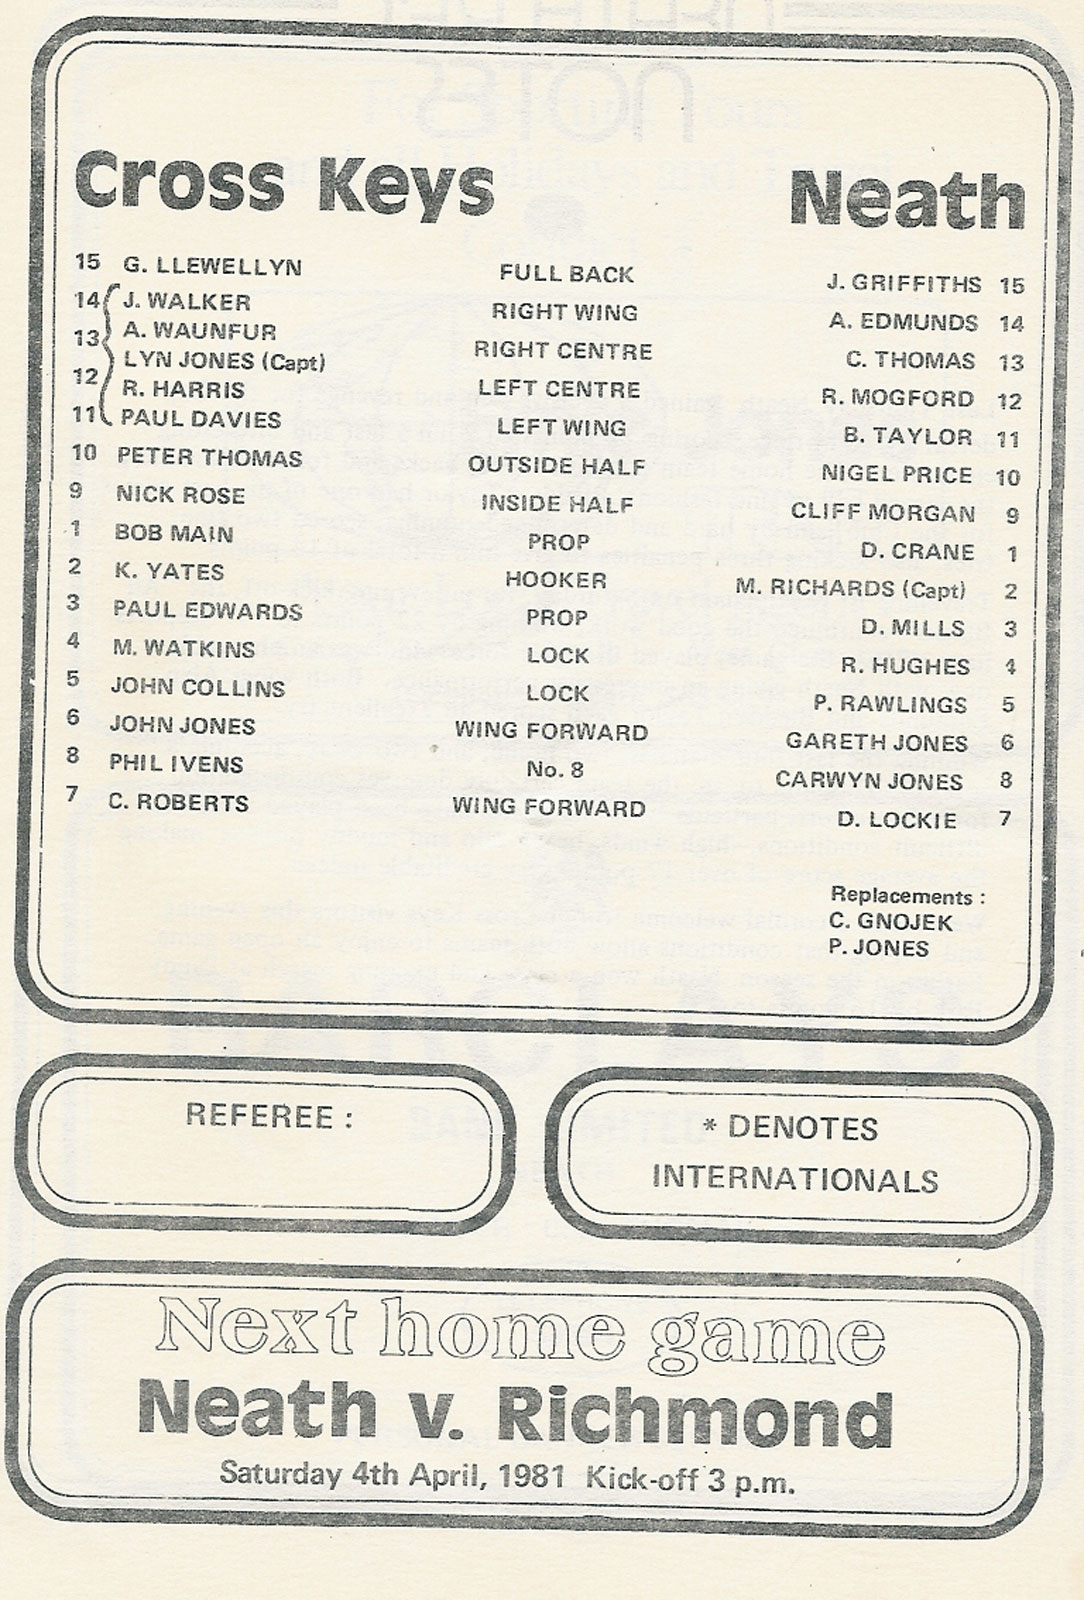 Cross Keys Neath
15 G. LLEWELLYN FULL BACK J. GRIFFITHS 15
14 J. WALKER RIGHT WING A. EDMUNDS 14
13 A. WAUNFUR RIGHT CENTRE C. THOMAS 13
LYN JONES (Capt)
12 R. HARRIS LEFT CENTRE R. MOGFORD 12
11 PAUL DAVIES LEFT WING B. TAYLOR 11
10 PETER THOMAS OUTSIDE HALF NIGEL PRICE 10
9 NICK ROSE INSIDE HALF CLIFF MORGAN 9
1 BOB MAIN PROP D. CRANE 1
2 K. YATES HOOKER M. RICHARDS (Capt) 2
3 PAUL EDWARDS PROP D. MILLS 3
4 M. WATKINS LOCK R. HUGHES 4
5 JOHN COLLINS LOCK P. RAWLINGS 5
6 JOHN JONES WING FORWARD GARETH JONES 6
8 PHIL IVENS No. 8 CARWYN JONES 8
7 C. ROBERTS WING FORWARD D. LOCKIE 7
Replacements :
C. GNOJEK
P. JONES
REFEREE :
* DENOTES
INTERNATIONALS
Next home game
Neath v. Richmond
Saturday 4th April, 1981 Kick-off 3 p.m.